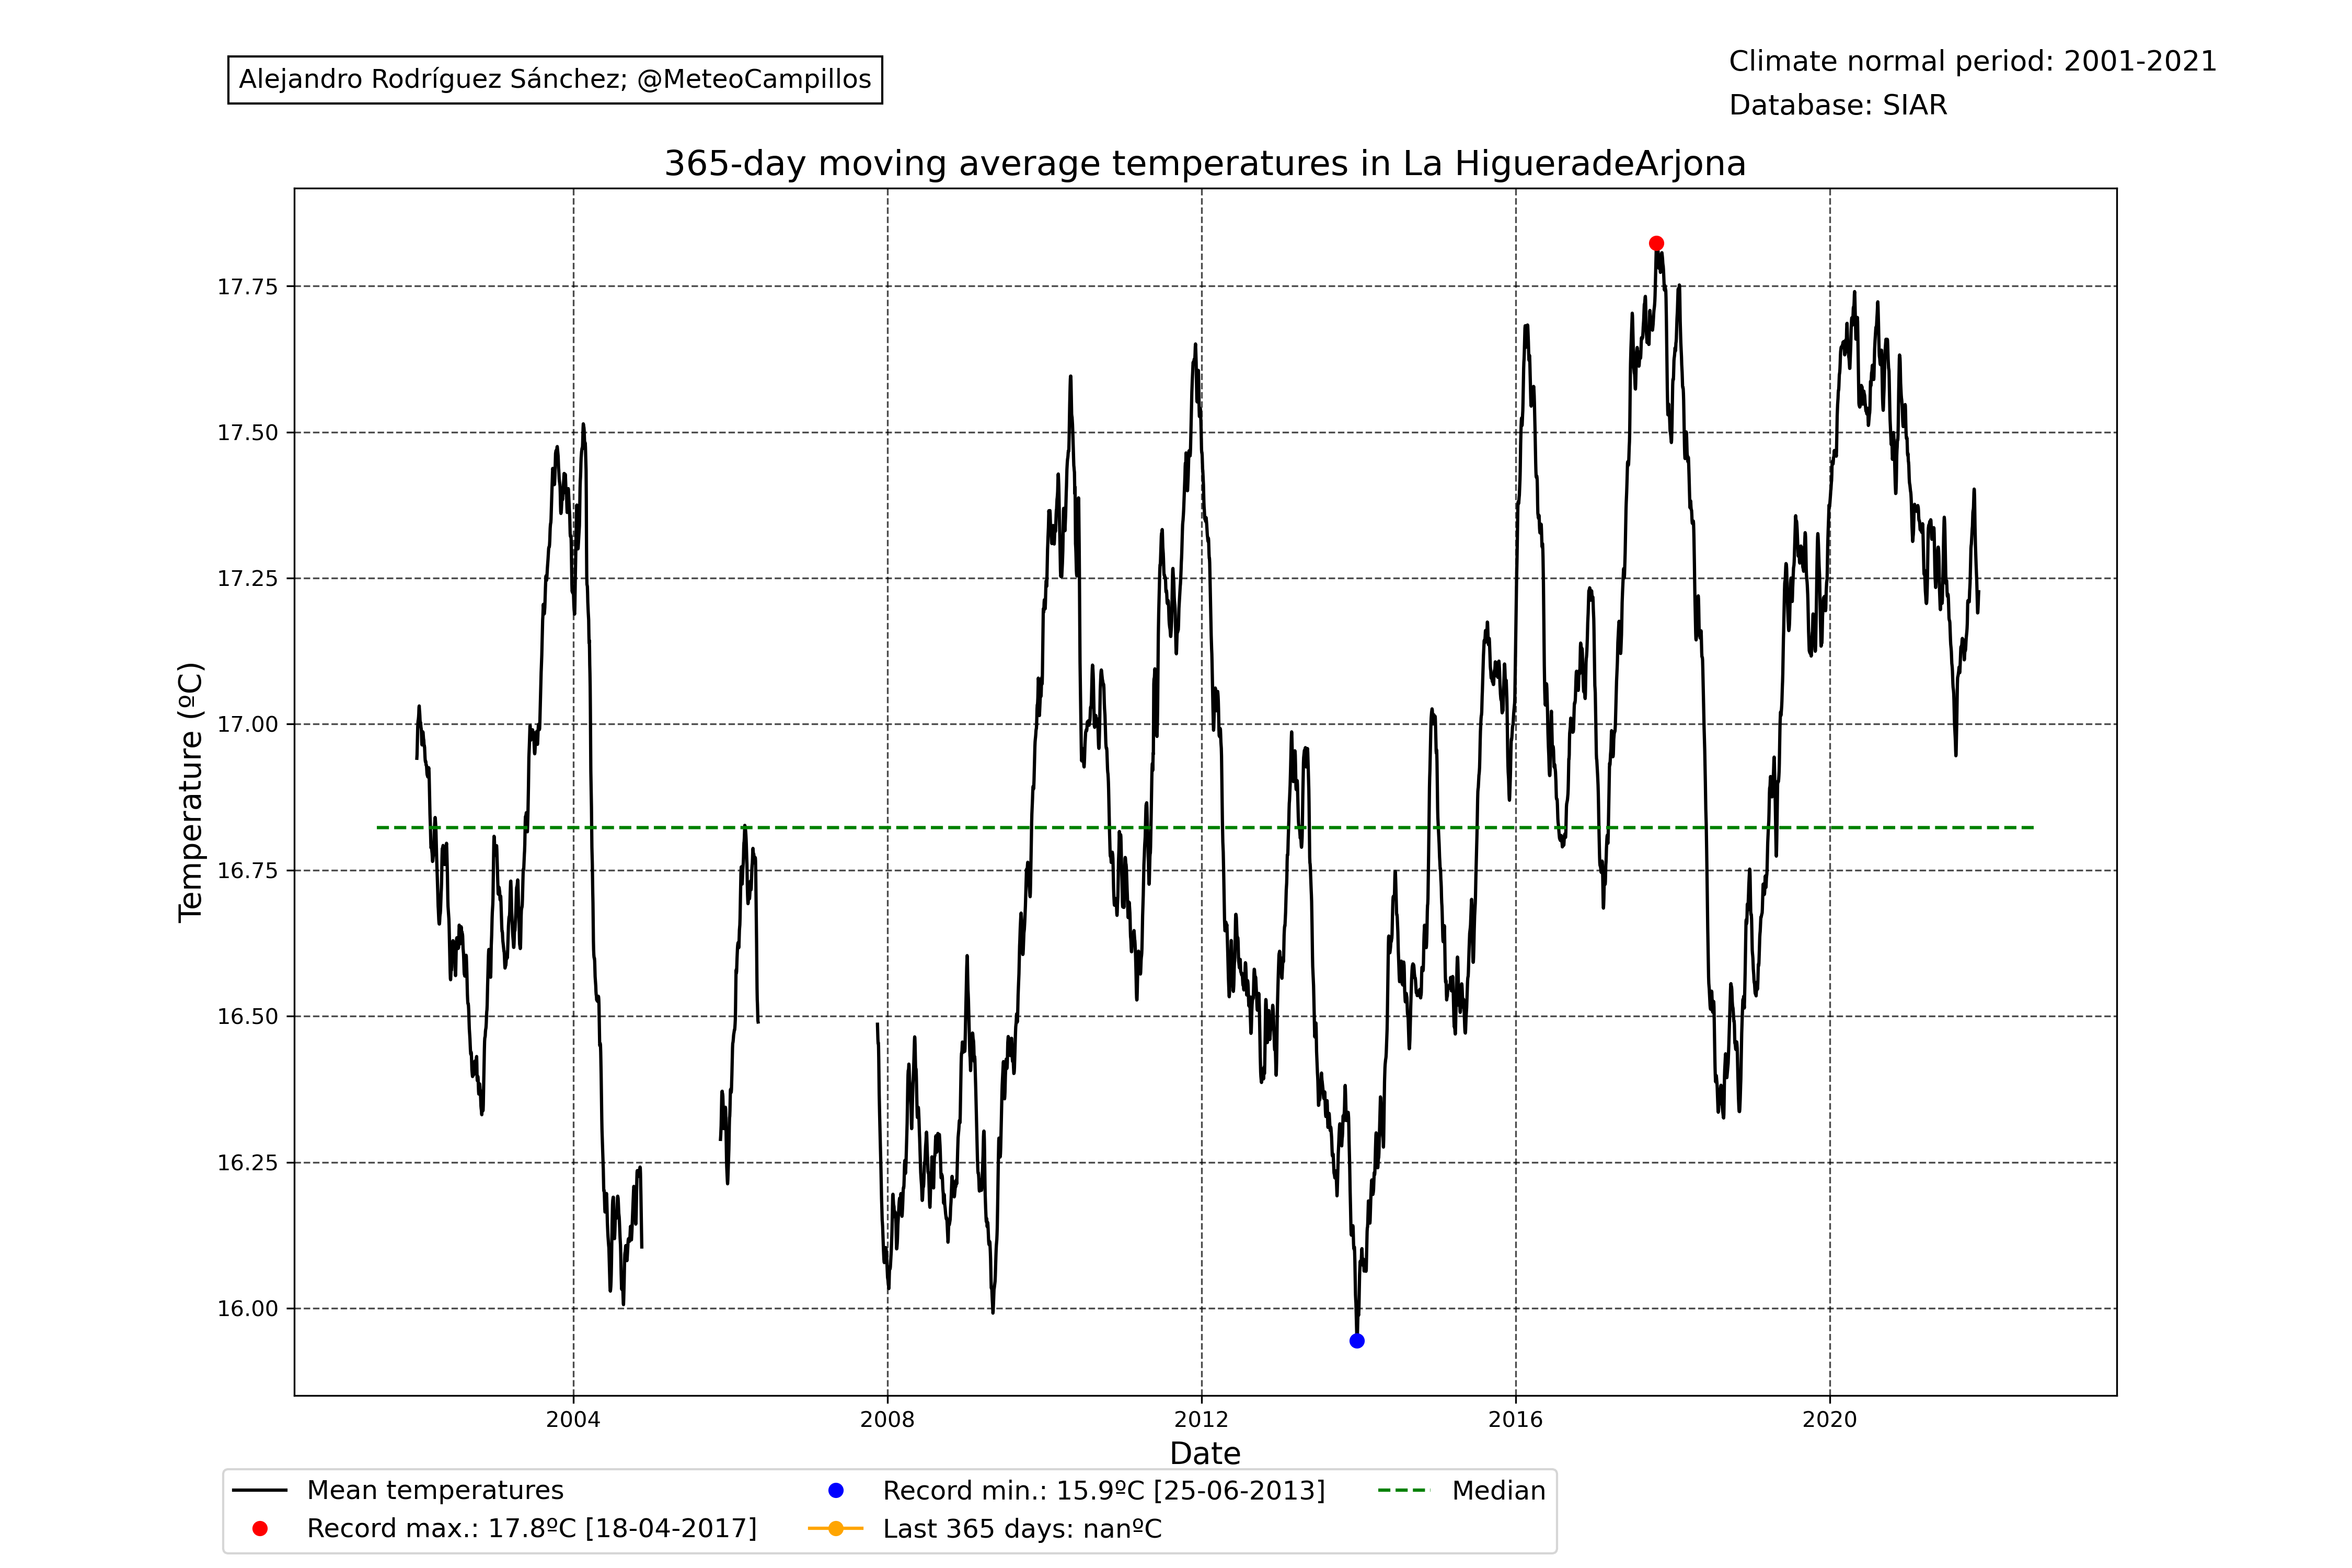 Alejandro Rodríguez Sánchez; @MeteoCampillos
Climate normal period: 2001-2021
Database: SIAR
365-day moving average temperatures in La HigueradeArjona
Temperature (ºC)
17.75
17.50
17.25
17.00
16.75
16.50
16.25
16.00
2004 2008 2012 2016 2020
Date
Mean temperatures
Record max.: 17.8ºC [18-04-2017]
Record min.: 15.9ºC [25-06-2013]
Last 365 days: nanºC
Median